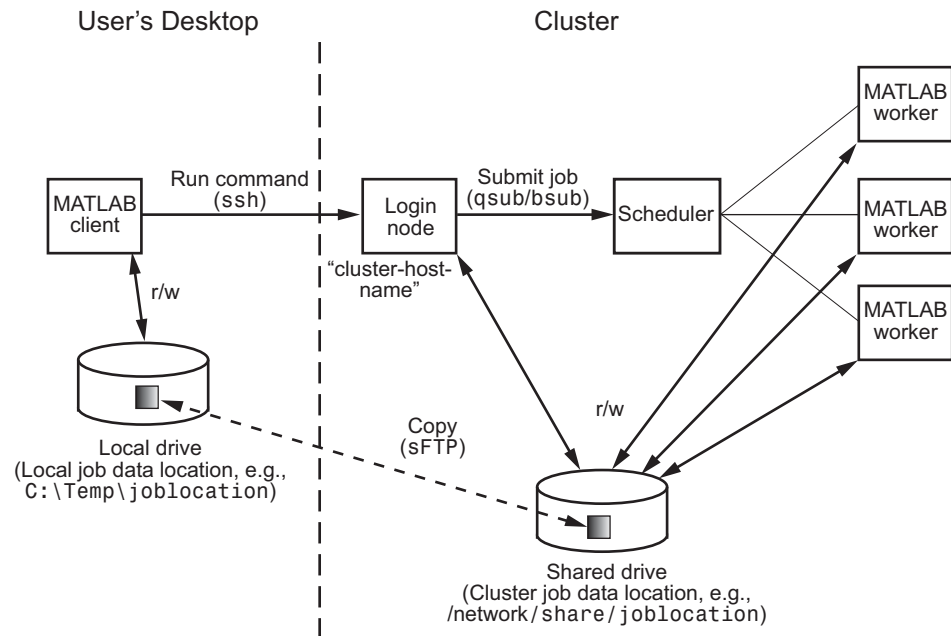 User's Desktop
Cluster
MATLAB
worker
Run command
(ssh)
Submit job
(qsub/bsub)
MATLAB
client
Login
node
Scheduler
MATLAB
worker
“cluster-host-
name”
r/w
MATLAB
worker
r/w
Copy
(sFTP)
Local drive
(Local job data location, e.g.,
C:\Temp\joblocation)
Shared drive
(Cluster job data location, e.g.,
/network/share/joblocation)